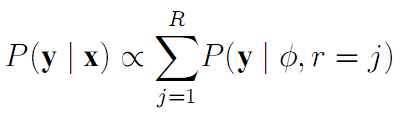 P(y | x) ∝ ∑_{j=1}^{R} P(y | ϕ, r = j)